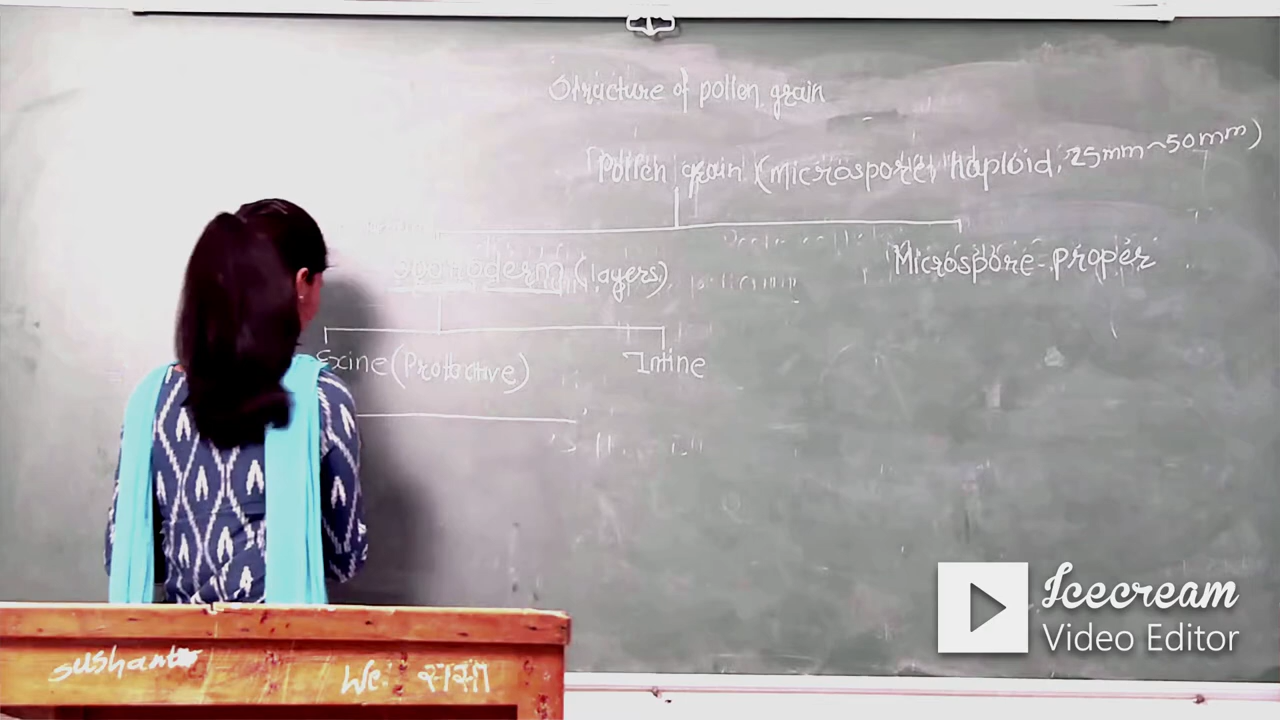 Structure of pollen grain
Pollen grain (Microspore, haploid, 25mm~50mm)
Sporoderm (layers)
Microspore proper
Exine (Protective)
Intine
sushant
We:
Icecream
Video Editor